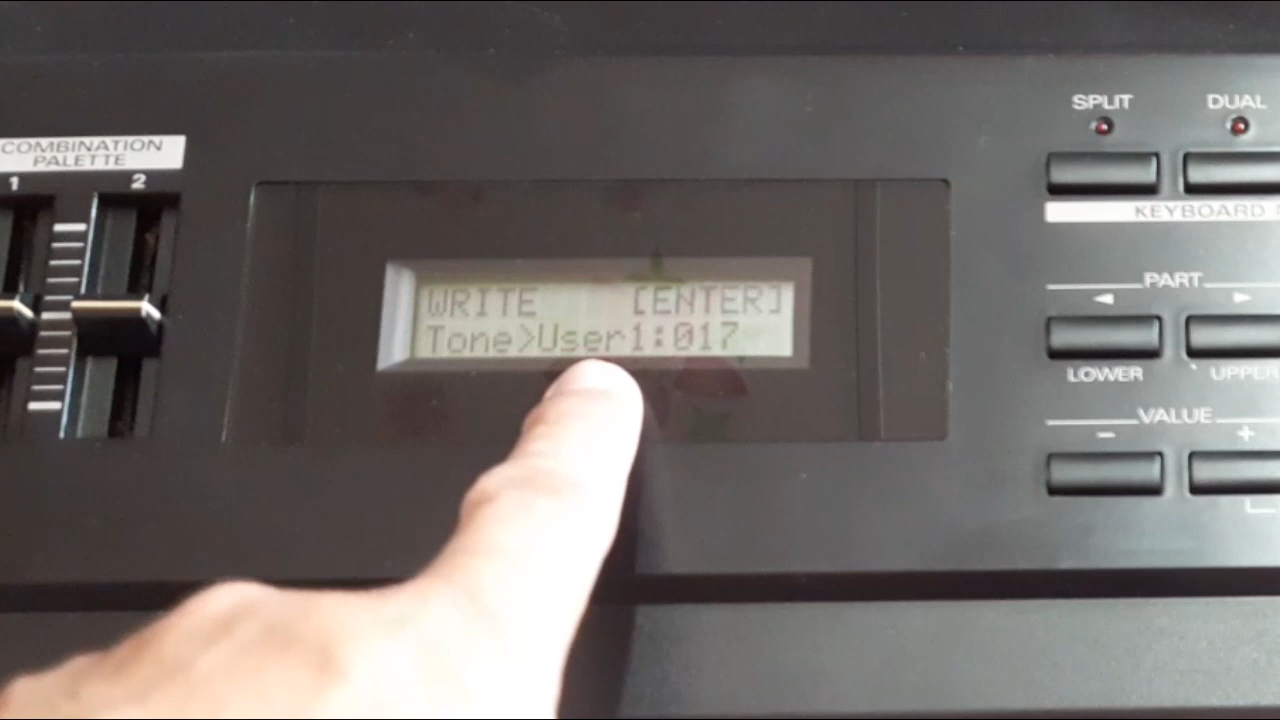 COMBINATION
PALETTE
1 2
WRITE [ENTER]
Tone>User1:017
SPLIT DUAL
KEYBOARD
PART
LOWER UPPER
VALUE
- +